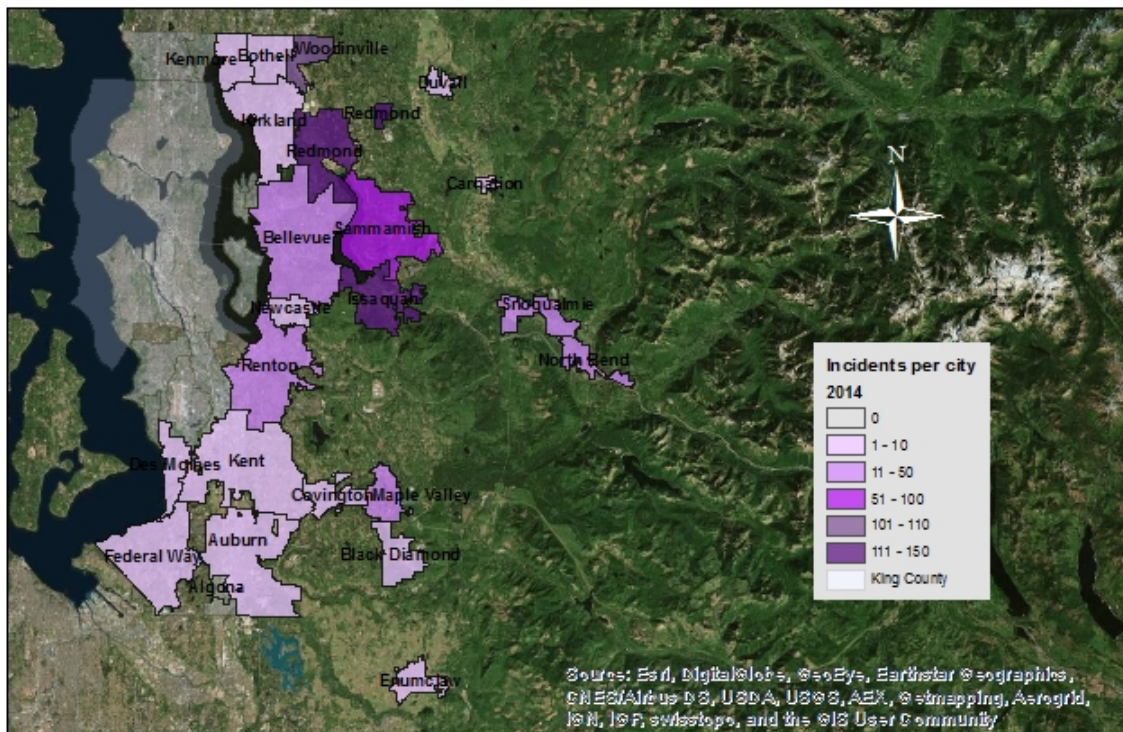 Kenmore
Bothell
Woodinville
Duvall
Kirkland
Redmond
Redmond
Carnation
Bellevue
Sammamish
Newcastle
Issaquah
Snoqualmie
Renton
North Bend
Des Moines
Kent
Covington
Maple Valley
Federal Way
Auburn
Black Diamond
Algona
Enumclaw
N
Incidents per city
2014
0
1 - 10
11 - 50
51 - 100
101 - 110
111 - 150
King County
Source: Esri, DigitalGlobe, GeoEye, Earthstar Geographics,
CNES/Airbus DS, USDA, USGS, AEX, Getmapping, Aerogrid,
IGN, IGP, swisstopo, and the GIS User Community